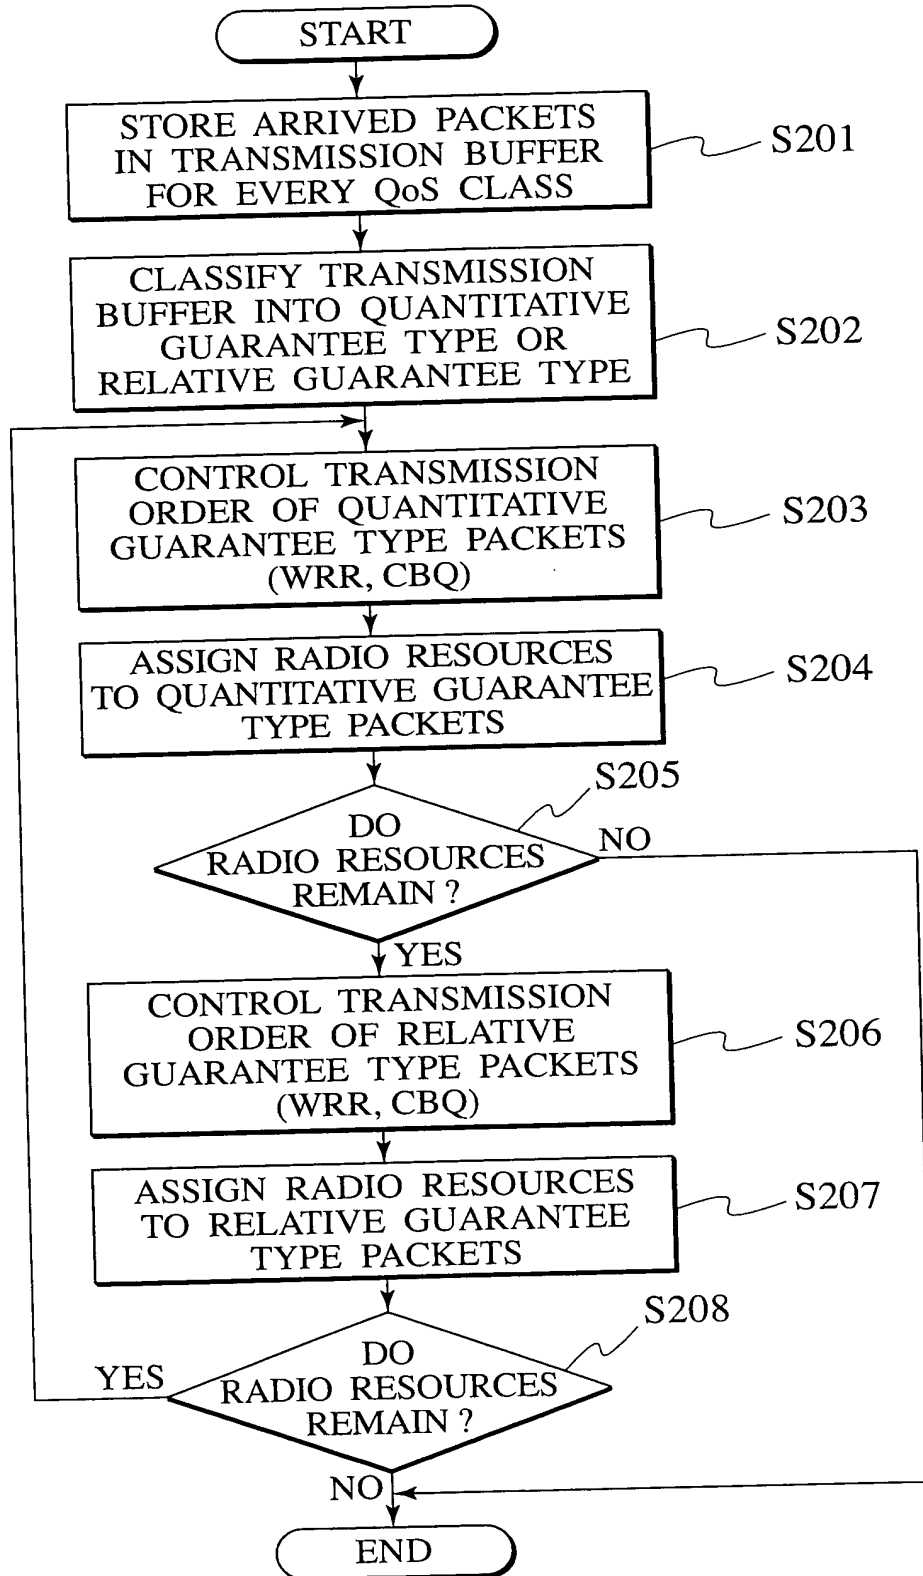 START
STORE ARRIVED PACKETS
IN TRANSMISSION BUFFER
FOR EVERY QoS CLASS
S201
CLASSIFY TRANSMISSION
BUFFER INTO QUANTITATIVE
GUARANTEE TYPE OR
RELATIVE GUARANTEE TYPE
S202
CONTROL TRANSMISSION
ORDER OF QUANTITATIVE
GUARANTEE TYPE PACKETS
(WRR, CBQ)
S203
ASSIGN RADIO RESOURCES
TO QUANTITATIVE GUARANTEE
TYPE PACKETS
S204
S205
DO
RADIO RESOURCES
REMAIN ?
NO
YES
CONTROL TRANSMISSION
ORDER OF RELATIVE
GUARANTEE TYPE PACKETS
(WRR, CBQ)
S206
ASSIGN RADIO RESOURCES
TO RELATIVE GUARANTEE
TYPE PACKETS
S207
S208
DO
RADIO RESOURCES
REMAIN ?
YES
NO
END